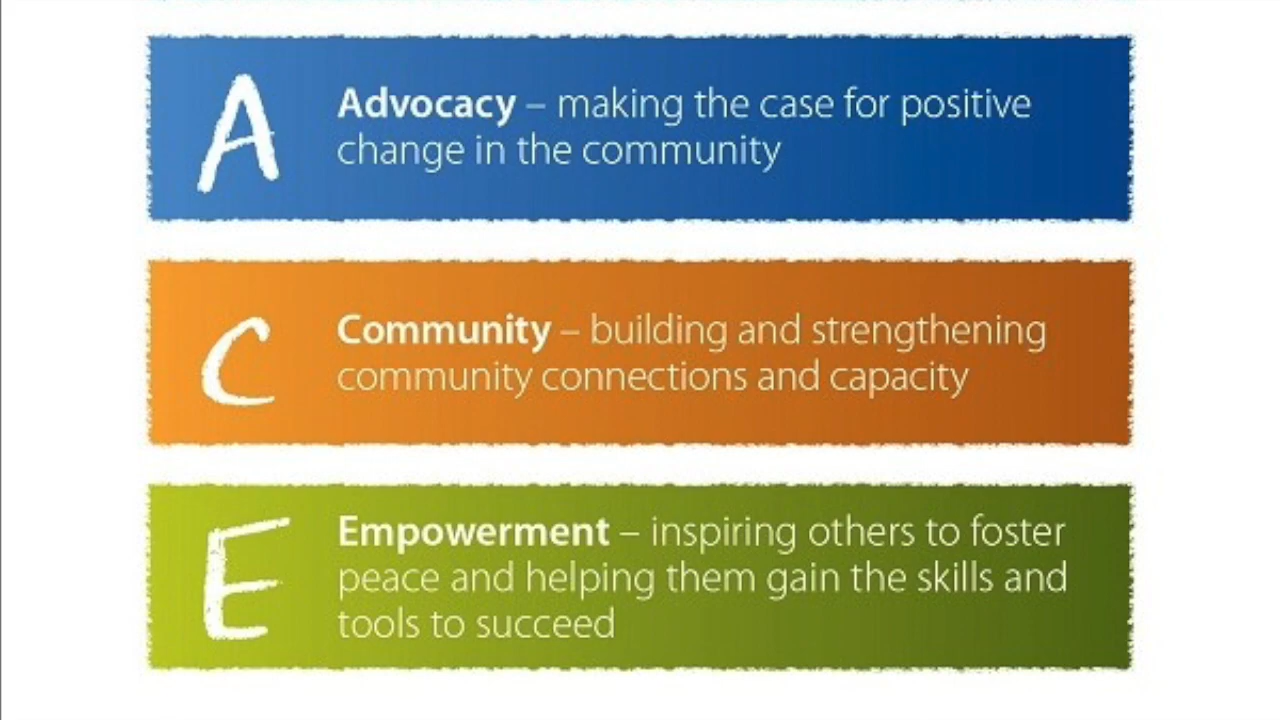 A
Advocacy – making the case for positive
change in the community
C
Community – building and strengthening
community connections and capacity
E
Empowerment – inspiring others to foster
peace and helping them gain the skills and
tools to succeed